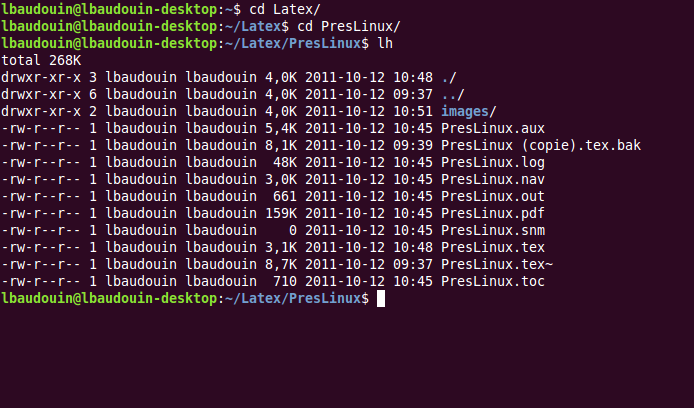 lbaudouin@lbaudouin-desktop:~$ cd Latex/
lbaudouin@lbaudouin-desktop:~/Latex$ cd PresLinux/
lbaudouin@lbaudouin-desktop:~/Latex/PresLinux$ lh
total 268K
drwxr-xr-x 3 lbaudouin lbaudouin 4,0K 2011-10-12 10:48 ./
drwxr-xr-x 6 lbaudouin lbaudouin 4,0K 2011-10-12 09:37 ../
drwxr-xr-x 2 lbaudouin lbaudouin 4,0K 2011-10-12 10:51 images/
-rw-r--r-- 1 lbaudouin lbaudouin 5,4K 2011-10-12 10:45 PresLinux.aux
-rw-r--r-- 1 lbaudouin lbaudouin 8,1K 2011-10-12 09:39 PresLinux (copie).tex.bak
-rw-r--r-- 1 lbaudouin lbaudouin  48K 2011-10-12 10:45 PresLinux.log
-rw-r--r-- 1 lbaudouin lbaudouin 3,0K 2011-10-12 10:45 PresLinux.nav
-rw-r--r-- 1 lbaudouin lbaudouin  661 2011-10-12 10:45 PresLinux.out
-rw-r--r-- 1 lbaudouin lbaudouin 159K 2011-10-12 10:45 PresLinux.pdf
-rw-r--r-- 1 lbaudouin lbaudouin    0 2011-10-12 10:45 PresLinux.snm
-rw-r--r-- 1 lbaudouin lbaudouin 3,1K 2011-10-12 10:48 PresLinux.tex
-rw-r--r-- 1 lbaudouin lbaudouin 8,7K 2011-10-12 09:37 PresLinux.tex~
-rw-r--r-- 1 lbaudouin lbaudouin  710 2011-10-12 10:45 PresLinux.toc
lbaudouin@lbaudouin-desktop:~/Latex/PresLinux$